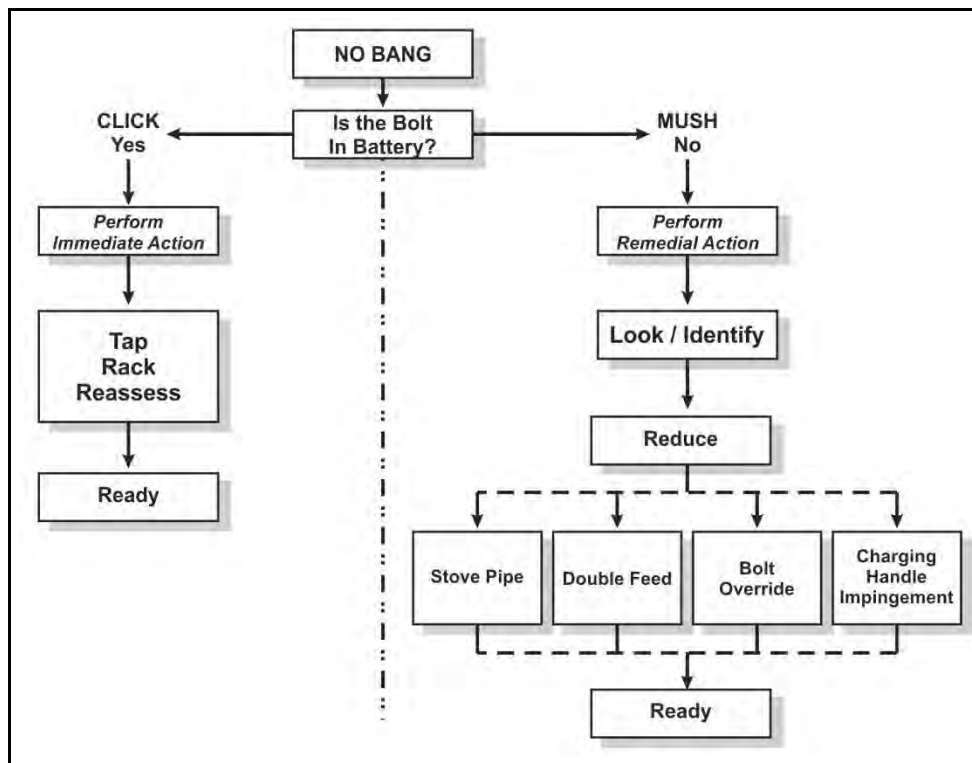 NO BANG
Is the Bolt
In Battery?
CLICK
Yes
MUSH
No
Perform
Immediate Action
Tap
Rack
Reassess
Ready
Perform
Remedial Action
Look / Identify
Reduce
Stove Pipe
Double Feed
Bolt
Override
Charging
Handle
Impingement
Ready